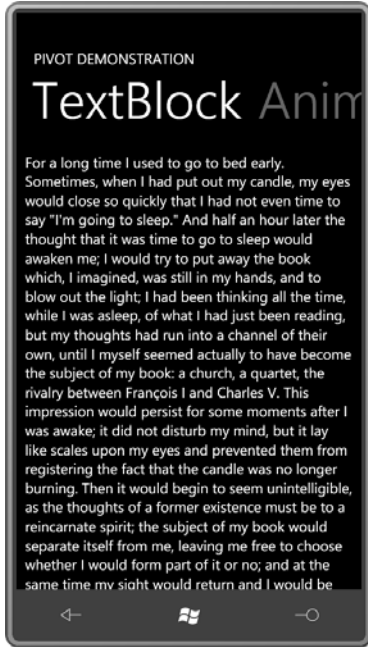 PIVOT DEMONSTRATION
TextBlock Anim
For a long time I used to go to bed early.
Sometimes, when I had put out my candle, my eyes
would close so quickly that I had not even time to
say "I'm going to sleep." And half an hour later the
thought that it was time to go to sleep would
awaken me; I would try to put away the book
which, I imagined, was still in my hands, and to
blow out the light; I had been thinking all the time,
while I was asleep, of what I had just been reading,
but my thoughts had run into a channel of their
own, until I myself seemed actually to have become
the subject of my book: a church, a quartet, the
rivalry between François I and Charles V. This
impression would persist for some moments after I
was awake; it did not disturb my mind, but it lay
like scales upon my eyes and prevented them from
registering the fact that the candle was no longer
burning. Then it would begin to seem unintelligible,
as the thoughts of a former existence must be to a
reincarnate spirit; the subject of my book would
separate itself from me, leaving me free to choose
whether I would form part of it or no; and at the
same time my sight would return and I would be